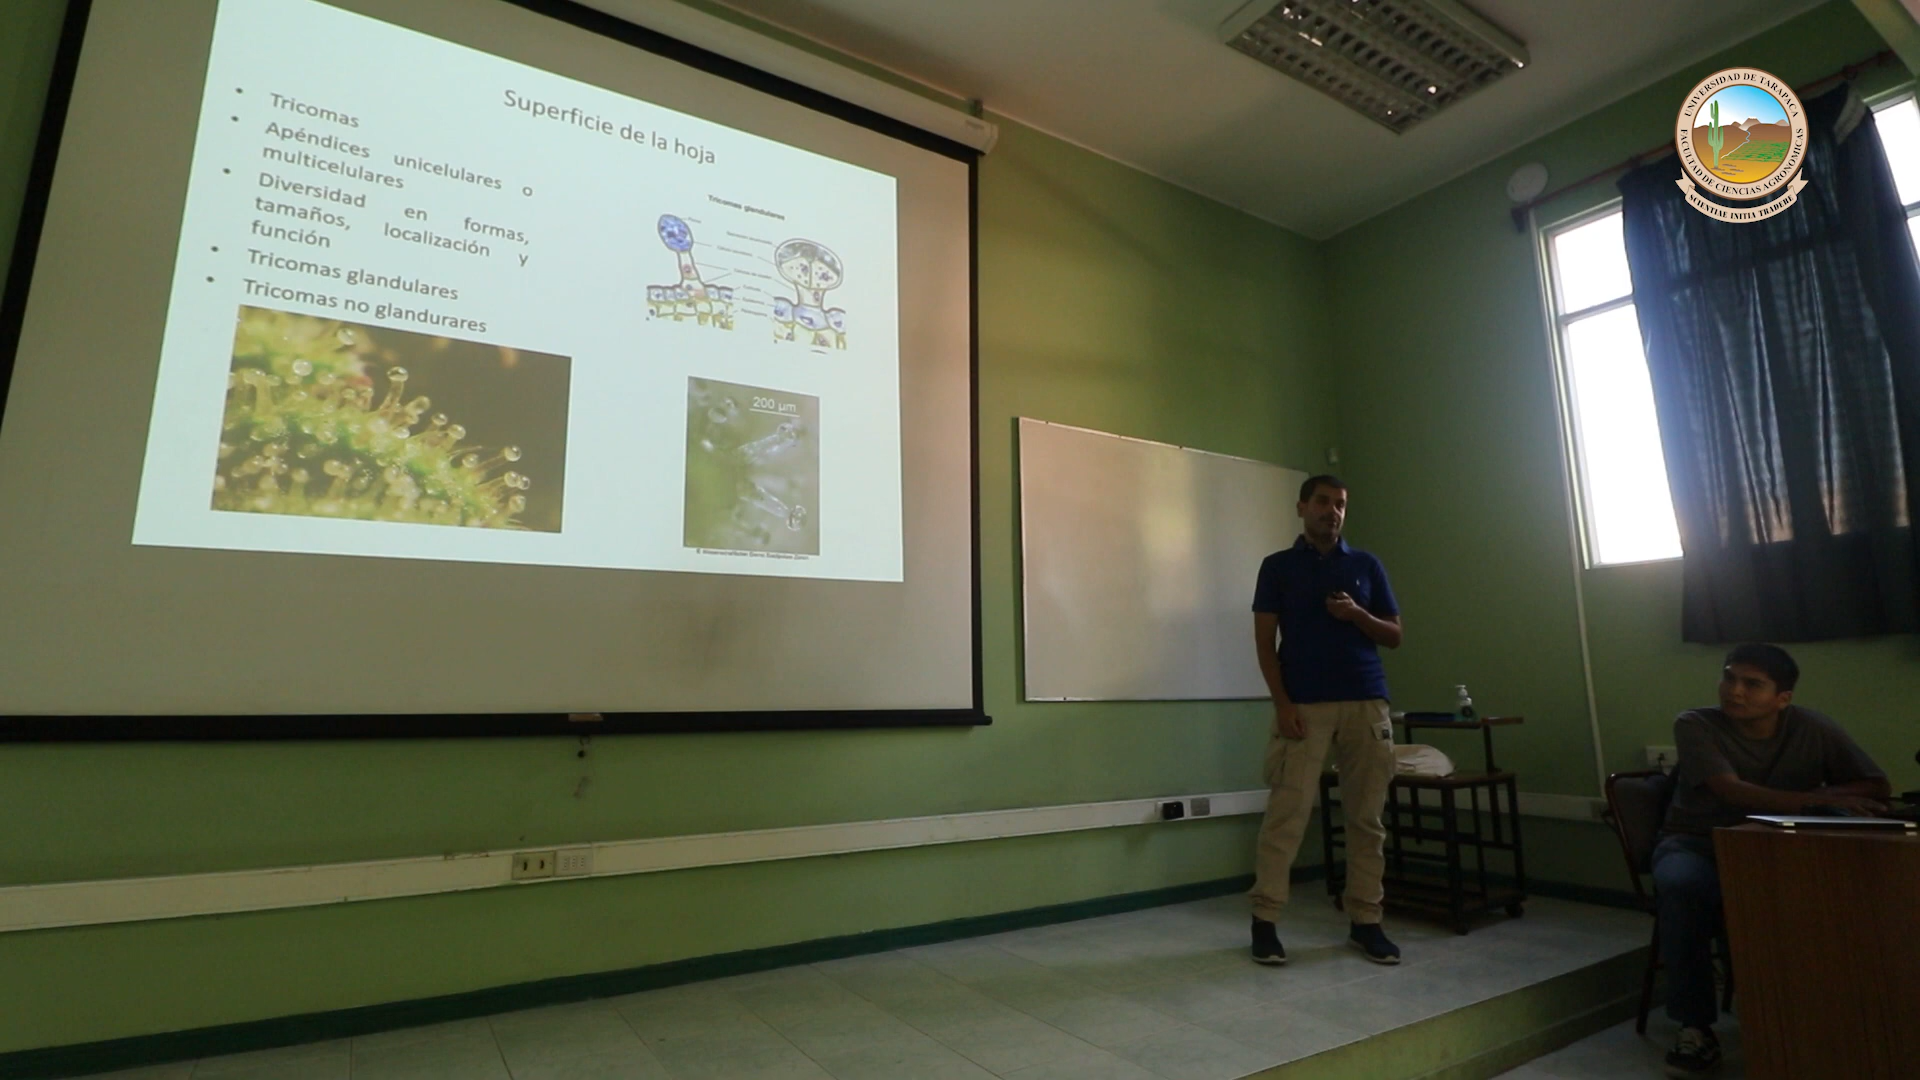 Superficie de la hoja
• Tricomas
• Apéndices unicelulares o
multicelulares
• Diversidad en formas,
tamaños, localización y
función
• Tricomas glandulares
• Tricomas no glandurares
Tricomas glandulares
200 µm
UNIVERSIDAD DE TARAPACA
FACULTAD DE CIENCIAS AGRONOMICAS
SCIENTIAE INITIA TRADERE